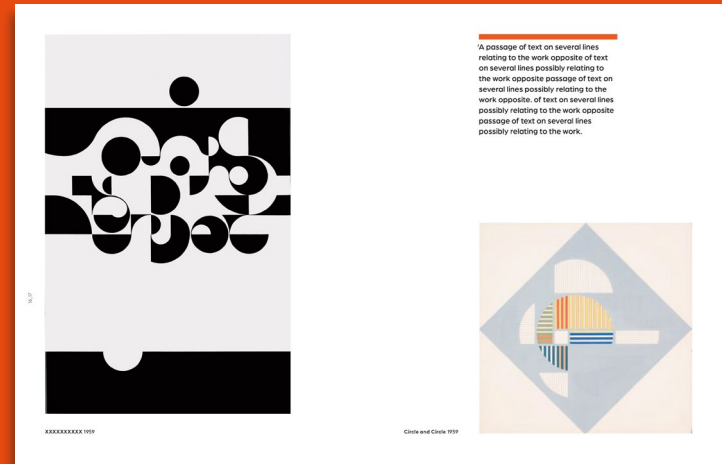 'A passage of text on several lines
relating to the work opposite of text
on several lines possibly relating to
the work opposite passage of text on
several lines possibly relating to the
work opposite. of text on several lines
possibly relating to the work opposite
passage of text on several lines
possibly relating to the work.
16_17
XXXXXXXXXX 1959
Circle and Circle 1959